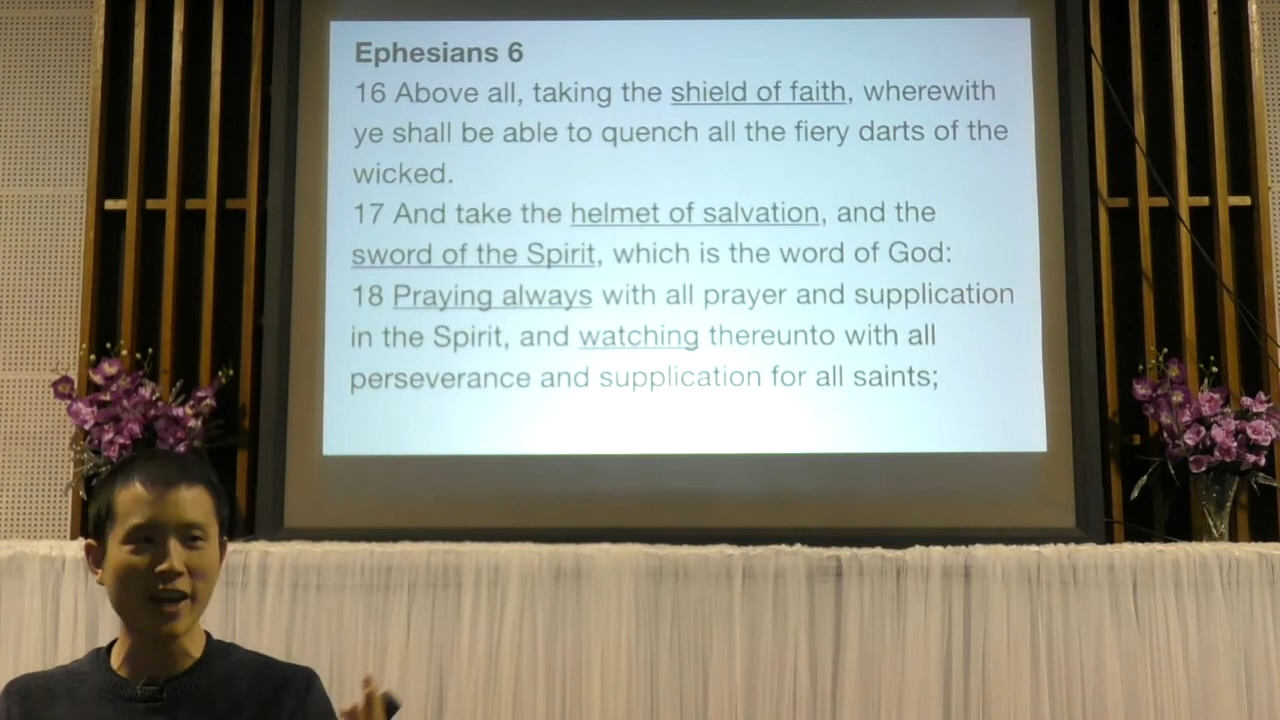 Ephesians 6
16 Above all, taking the shield of faith, wherewith
ye shall be able to quench all the fiery darts of the
wicked.
17 And take the helmet of salvation, and the
sword of the Spirit, which is the word of God:
18 Praying always with all prayer and supplication
in the Spirit, and watching thereunto with all
perseverance and supplication for all saints;